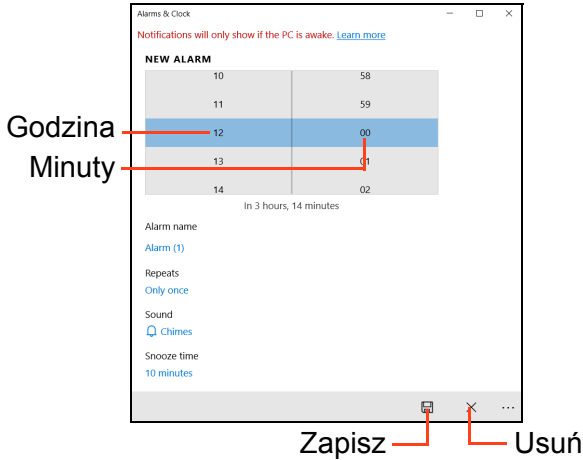 Alarms & Clock
Notifications will only show if the PC is awake. Learn more
NEW ALARM
10 58
11 59
Godzina 12 00
Minuty 13 01
14 02
In 3 hours, 14 minutes
Alarm name
Alarm (1)
Repeats
Only once
Sound
Chimes
Snooze time
10 minutes
Zapisz Usuń